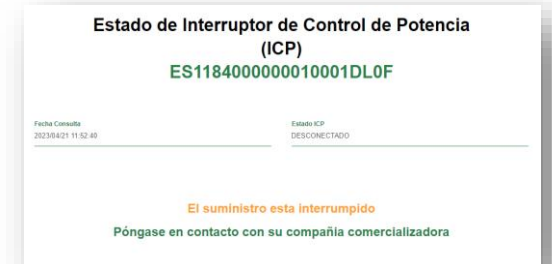 Estado de Interruptor de Control de Potencia
(ICP)
ES1184000000010001DL0F
Fecha Consulta
2023/04/21 11:52:40
Estado ICP
DESCONECTADO
El suministro esta interrumpido
Póngase en contacto con su compañia comercializadora